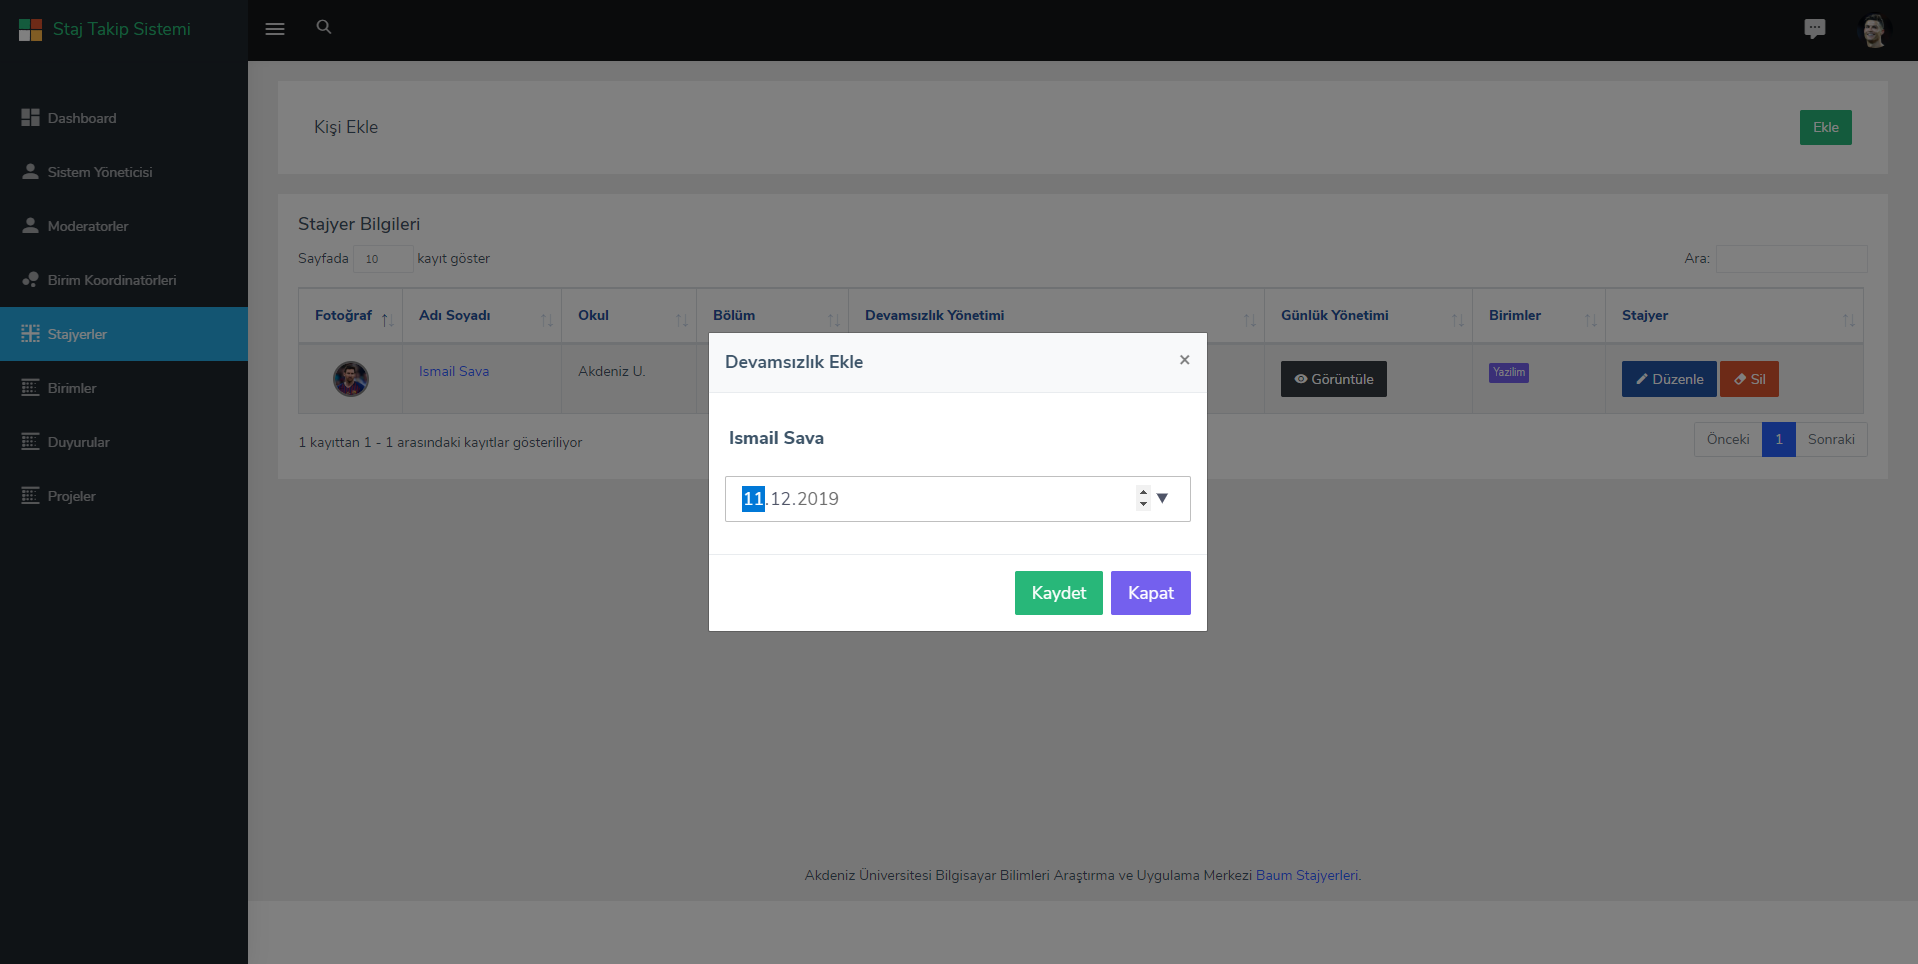 Staj Takip Sistemi
Dashboard
Sistem Yöneticisi
Moderatorler
Birim Koordinatörleri
Stajyerler
Birimler
Duyurular
Projeler
Kişi Ekle
Ekle
Stajyer Bilgileri
Sayfada 10 kayıt göster
Ara:
Fotoğraf Adı Soyadı Okul Bölüm Devamsızlık Yönetimi Günlük Yönetimi Birimler Stajyer
Ismail Sava Akdeniz U. Görüntüle Yazilim Düzenle Sil
1 kayıttan 1 - 1 arasındaki kayıtlar gösteriliyor
Önceki 1 Sonraki
Devamsızlık Ekle
×
Ismail Sava
11.12.2019
Kaydet Kapat
Akdeniz Üniversitesi Bilgisayar Bilimleri Araştırma ve Uygulama Merkezi Baum Stajyerleri.